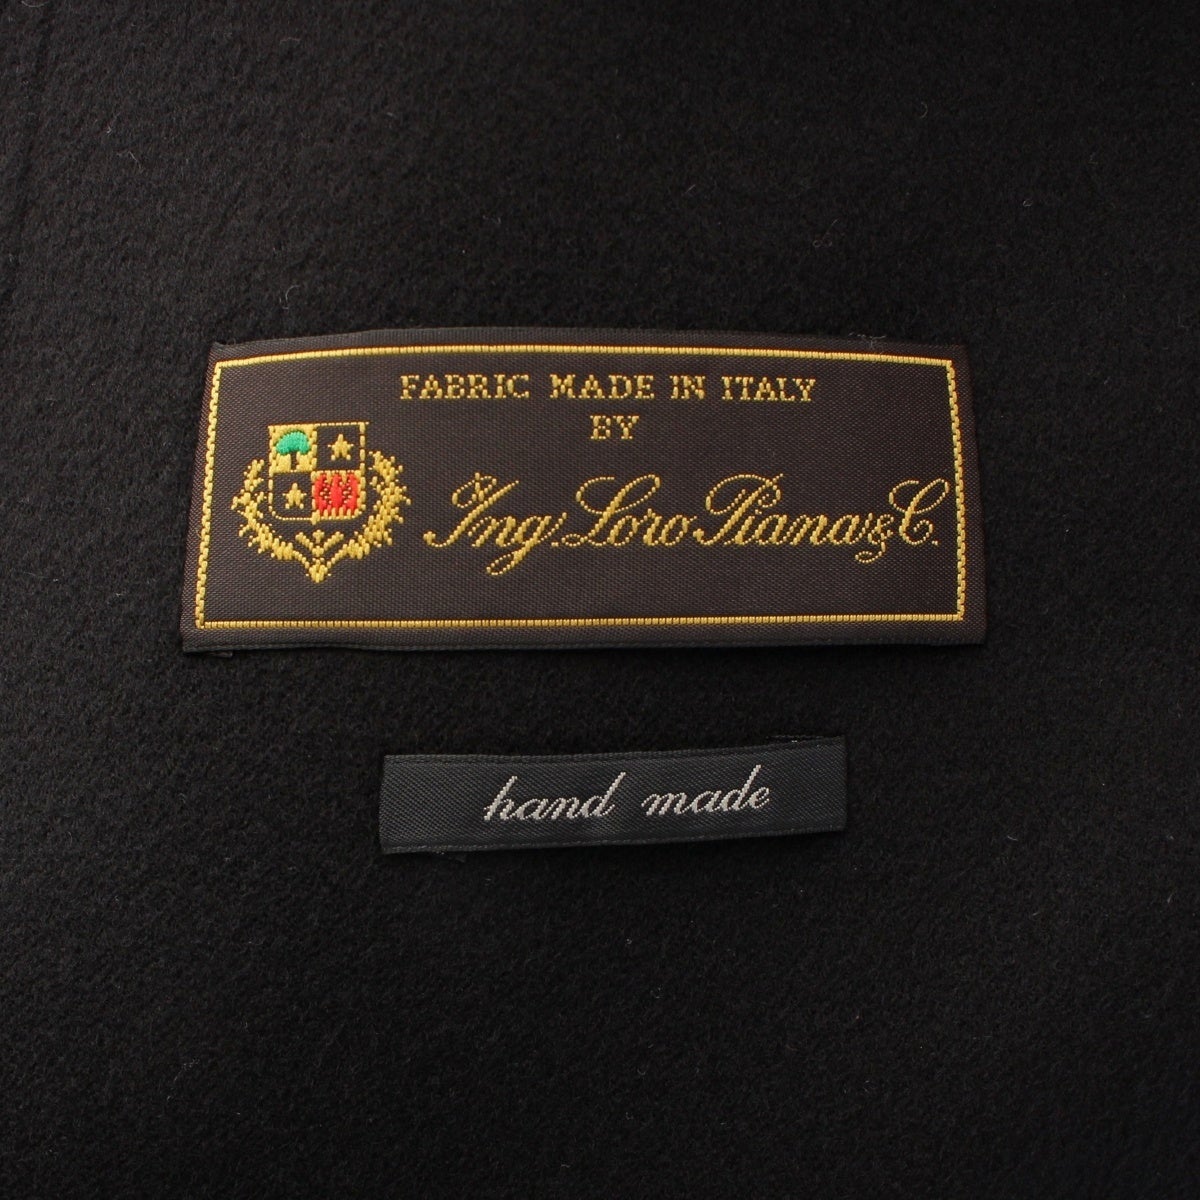 FABRIC MADE IN ITALY
BY
Ing. Loro Piana & C.
hand made